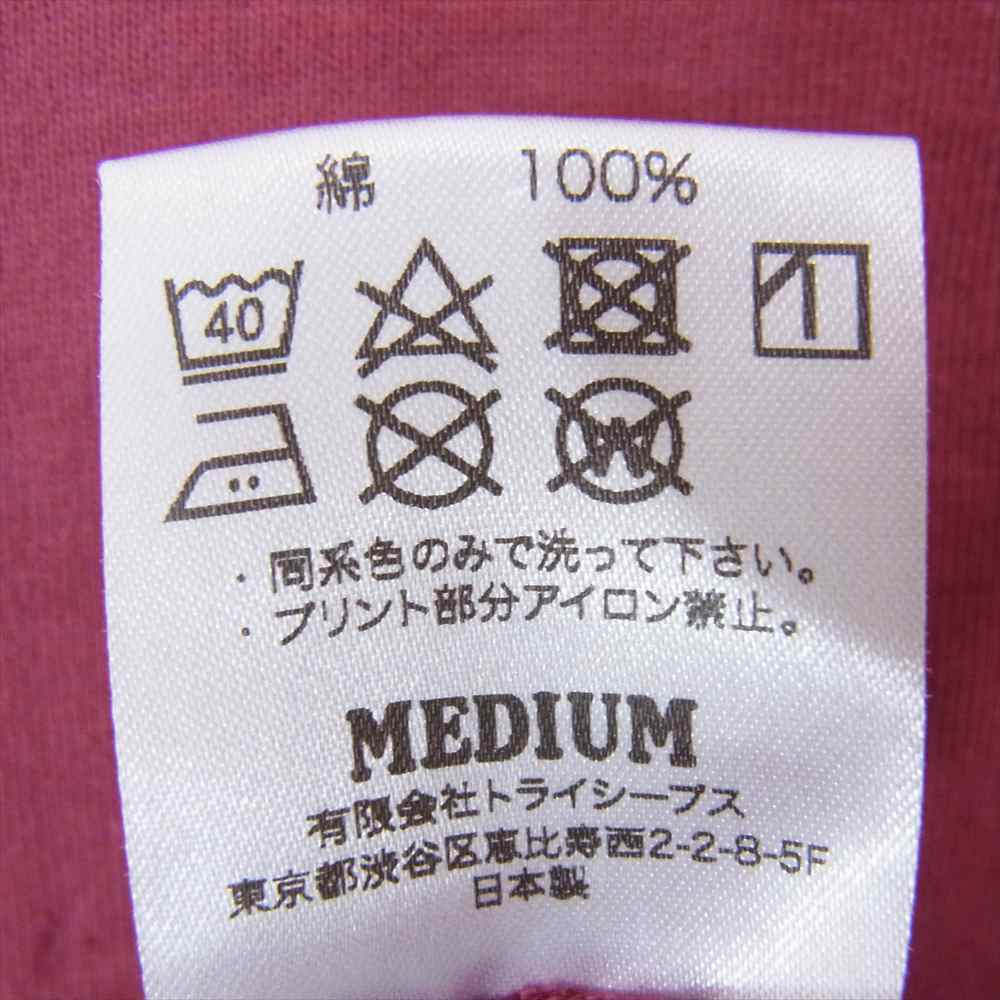 綿 100%
40
W
・同系色のみで洗って下さい。
・プリント部分アイロン禁止。
MEDIUM
有限会社トライシープス
東京都渋谷区恵比寿西2-2-8-5F
日本製